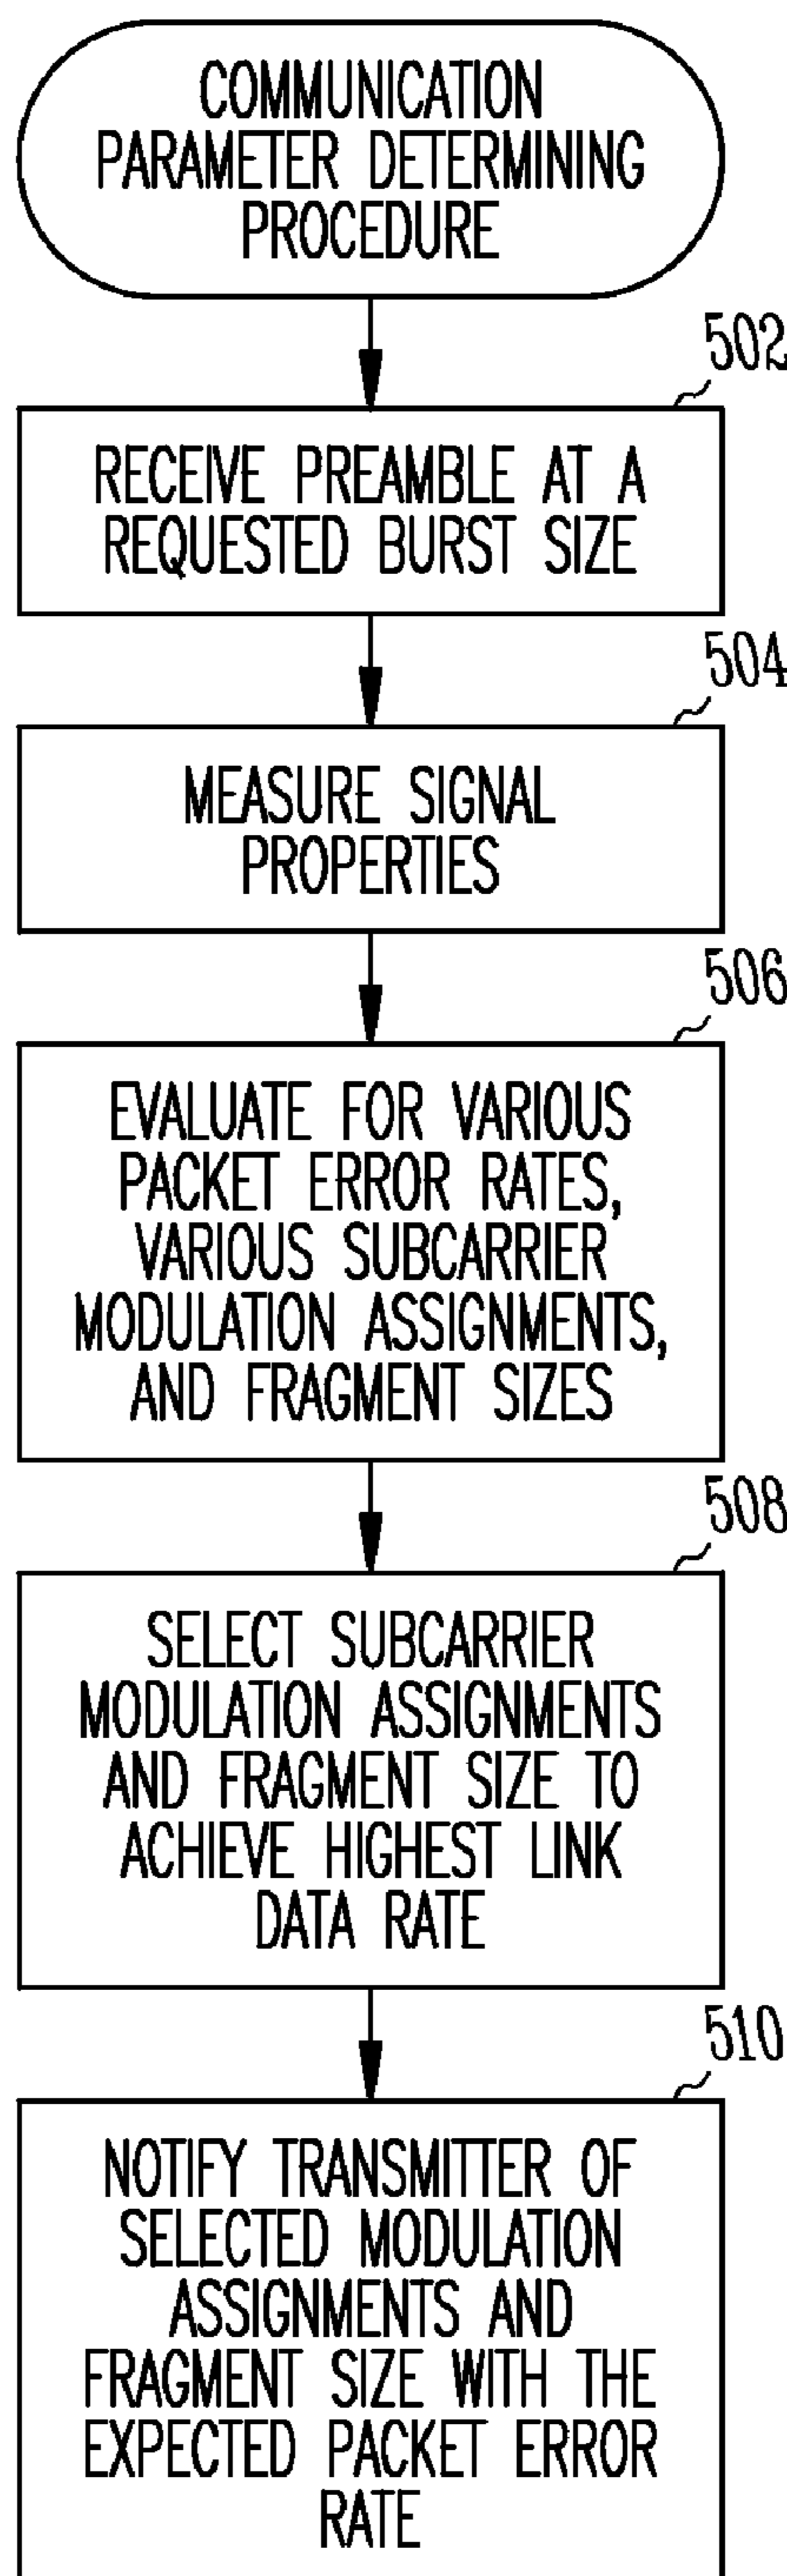 COMMUNICATION
PARAMETER DETERMINING
PROCEDURE
502
RECEIVE PREAMBLE AT A
REQUESTED BURST SIZE
504
MEASURE SIGNAL
PROPERTIES
506
EVALUATE FOR VARIOUS
PACKET ERROR RATES,
VARIOUS SUBCARRIER
MODULATION ASSIGNMENTS,
AND FRAGMENT SIZES
508
SELECT SUBCARRIER
MODULATION ASSIGNMENTS
AND FRAGMENT SIZE TO
ACHIEVE HIGHEST LINK
DATA RATE
510
NOTIFY TRANSMITTER OF
SELECTED MODULATION
ASSIGNMENTS AND
FRAGMENT SIZE WITH THE
EXPECTED PACKET ERROR
RATE